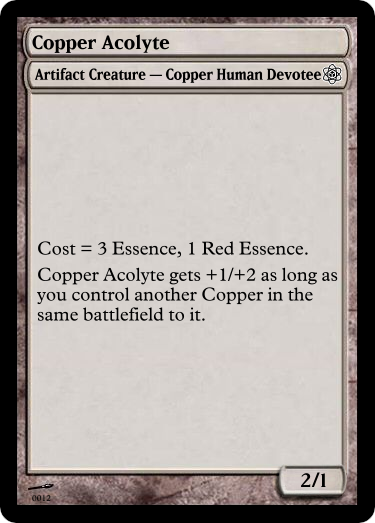 Copper Acolyte
Artifact Creature — Copper Human Devotee
Cost = 3 Essence, 1 Red Essence.
Copper Acolyte gets +1/+2 as long as
you control another Copper in the
same battlefield to it.
2/1
0012